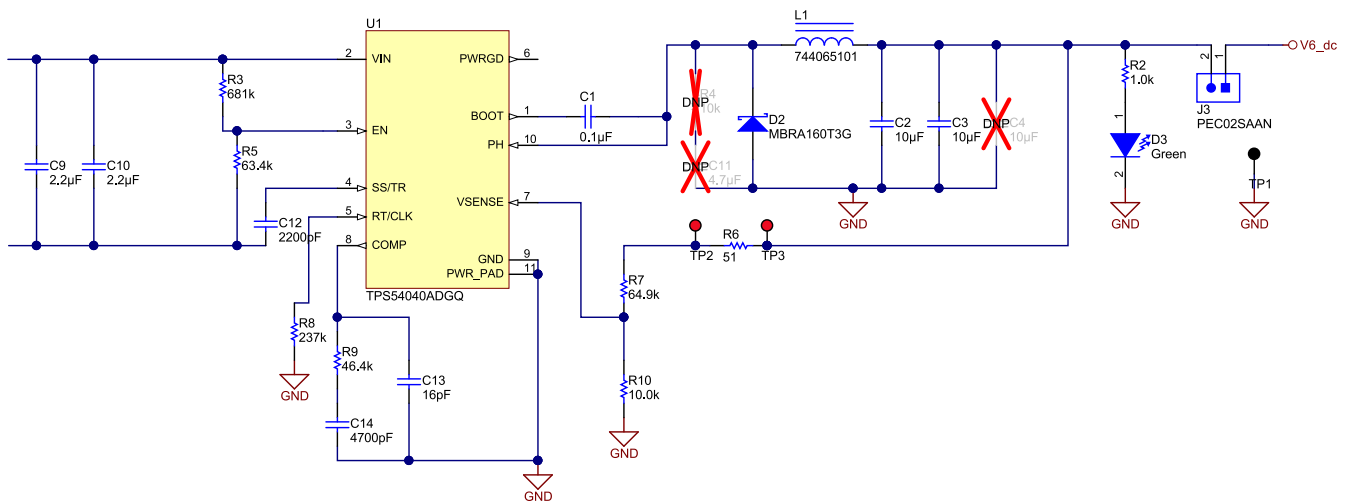 U1
2
VIN
PWRGD
6
R3
681k
3
EN
BOOT
1
C1
0.1µF
PH
10
R5
63.4k
C9
2.2µF
C10
2.2µF
4
SS/TR
5
RT/CLK
8
COMP
VSENSE
7
C12
2200pF
GND
9
PWR_PAD
11
TPS54040ADGQ
R8
237k
GND
R9
46.4k
C13
16pF
C14
4700pF
GND
L1
744065101
R4
DNP
10k
C11
DNP
4.7µF
D2
MBRA160T3G
C2
10µF
C3
10µF
C4
DNP
10µF
GND
R2
1.0k
1
D3
Green
2
GND
2
1
J3
PEC02SAAN
V6_dc
TP1
GND
TP2
R6
51
TP3
R7
64.9k
R10
10.0k
GND